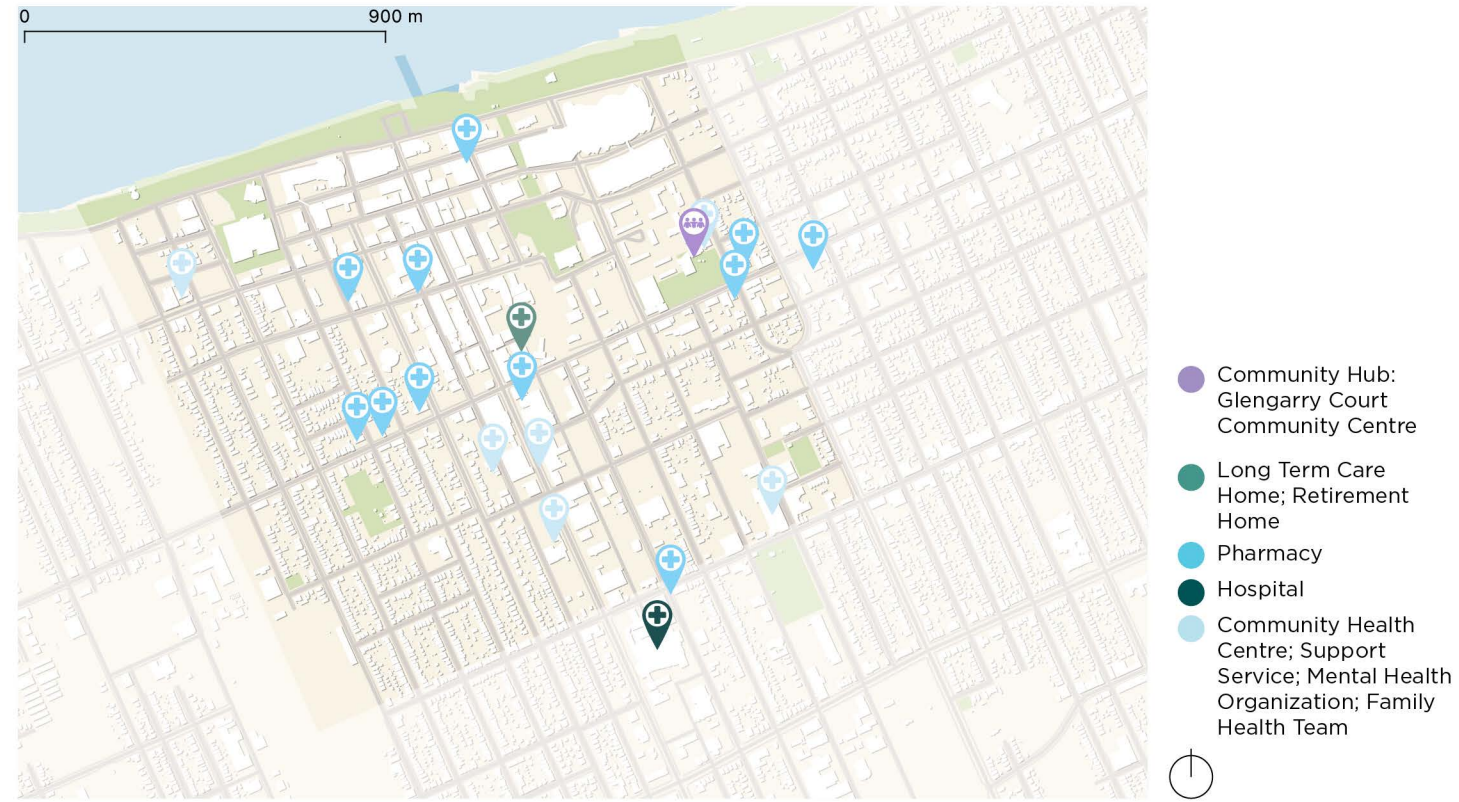 0
900 m
Community Hub:
Glengarry Court
Community Centre
Long Term Care
Home; Retirement
Home
Pharmacy
Hospital
Community Health
Centre; Support
Service; Mental Health
Organization; Family
Health Team